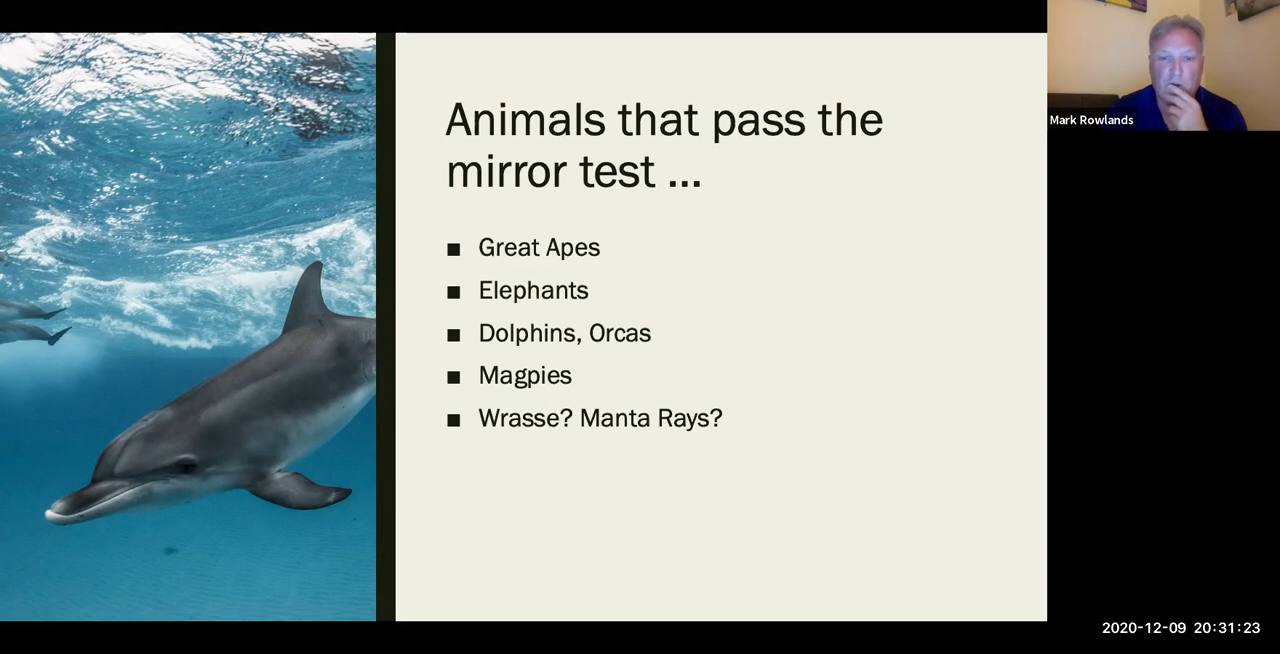 Animals that pass the
mirror test ...
■ Great Apes
■ Elephants
■ Dolphins, Orcas
■ Magpies
■ Wrasse? Manta Rays?
Mark Rowlands
2020-12-09 20:31:23